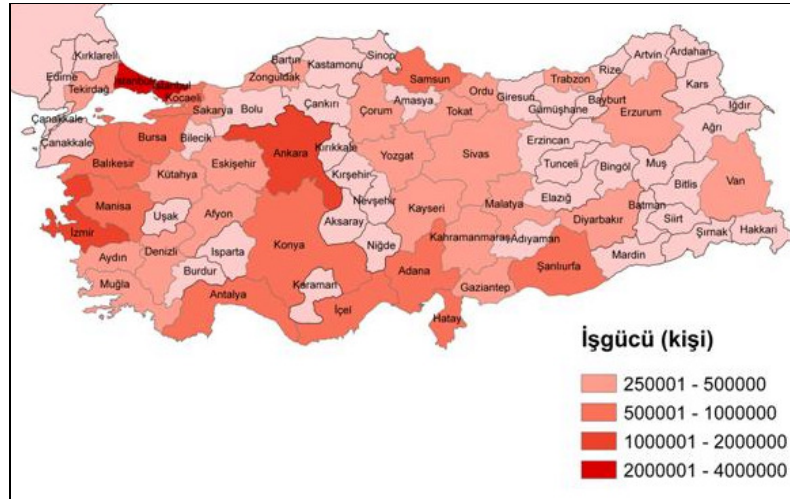 Kırklareli
Edirne
Tekirdağ
İstanbul
İstanbul
Kocaeli
Sakarya
Zonguldak
Bartın
Kastamonu
Sinop
Samsun
Ordu
Giresun
Trabzon
Rize
Artvin
Ardahan
Kars
Iğdır
Ağrı
Çanakkale
Çanakkale
Bursa
Bilecik
Bolu
Çankırı
Çorum
Amasya
Tokat
Gümüşhane
Bayburt
Erzurum
Erzincan
Balıkesir
Kütahya
Eskişehir
Ankara
Kırıkkale
Kırşehir
Yozgat
Sivas
Tunceli
Bingöl
Muş
Bitlis
Van
Manisa
Uşak
Afyon
İzmir
Nevşehir
Aksaray
Kayseri
Malatya
Elazığ
Diyarbakır
Batman
Siirt
Hakkari
Şırnak
Mardin
Aydın
Denizli
Isparta
Konya
Niğde
Kahramanmaraş
Adıyaman
Şanlıurfa
Muğla
Burdur
Antalya
Karaman
İçel
Adana
Gaziantep
Hatay
İşgücü (kişi)
250001 - 500000
500001 - 1000000
1000001 - 2000000
2000001 - 4000000